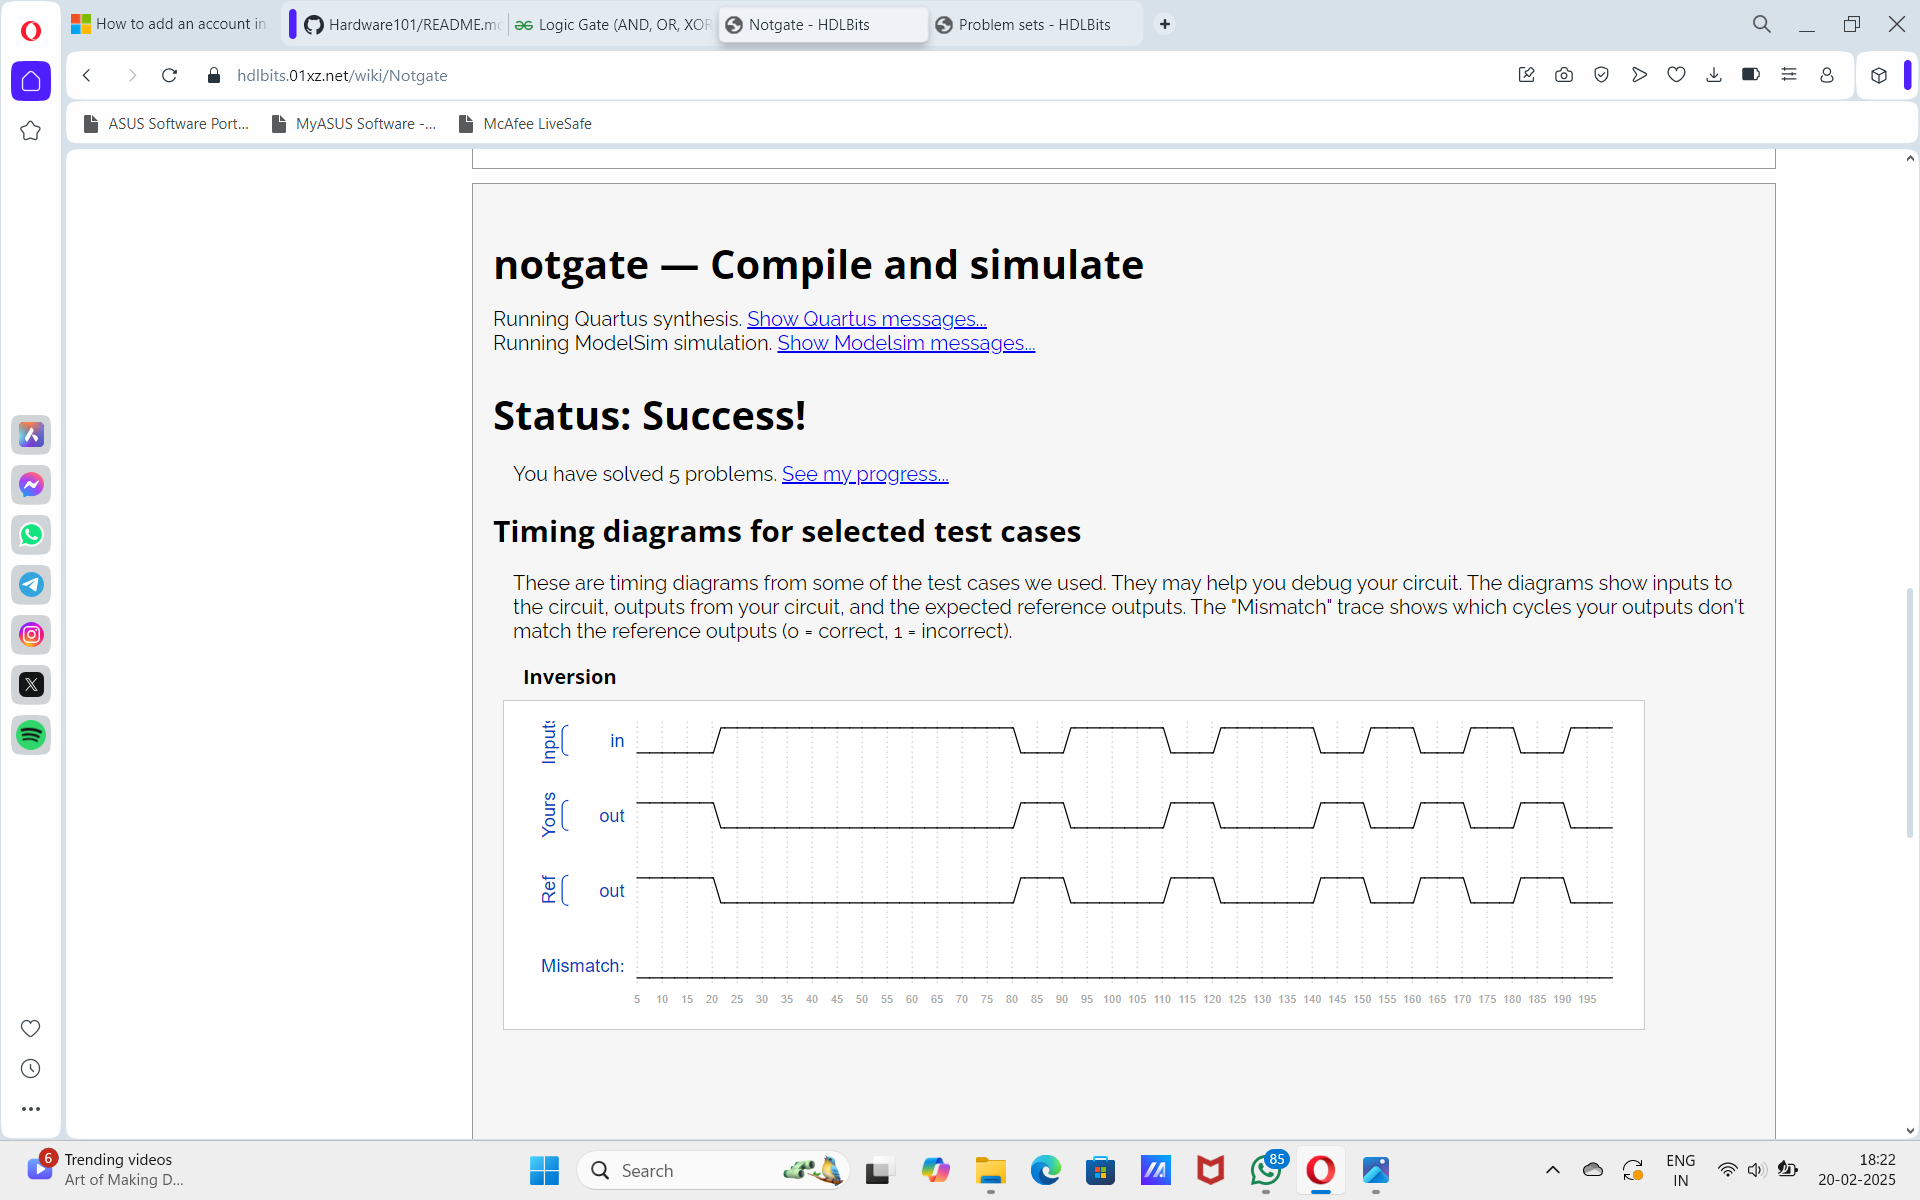 How to add an account in
Hardware101/README.mc
Logic Gate (AND, OR, XOR
Notgate - HDLBits
Problem sets - HDLBits
hdlbits.01xz.net/wiki/Notgate
ASUS Software Port...
MyASUS Software -...
McAfee LiveSafe
notgate — Compile and simulate
Running Quartus synthesis. Show Quartus messages...
Running ModelSim simulation. Show Modelsim messages...
Status: Success!
You have solved 5 problems. See my progress...
Timing diagrams for selected test cases
These are timing diagrams from some of the test cases we used. They may help you debug your circuit. The diagrams show inputs to
the circuit, outputs from your circuit, and the expected reference outputs. The "Mismatch" trace shows which cycles your outputs don't
match the reference outputs (0 = correct, 1 = incorrect).
Inversion
Inputs in
Yours out
Ref out
Mismatch:
5 10 15 20 25 30 35 40 45 50 55 60 65 70 75 80 85 90 95 100 105 110 115 120 125 130 135 140 145 150 155 160 165 170 175 180 185 190 195
6
Trending videos
Art of Making D...
Search
85
ENG
IN
18:22
20-02-2025